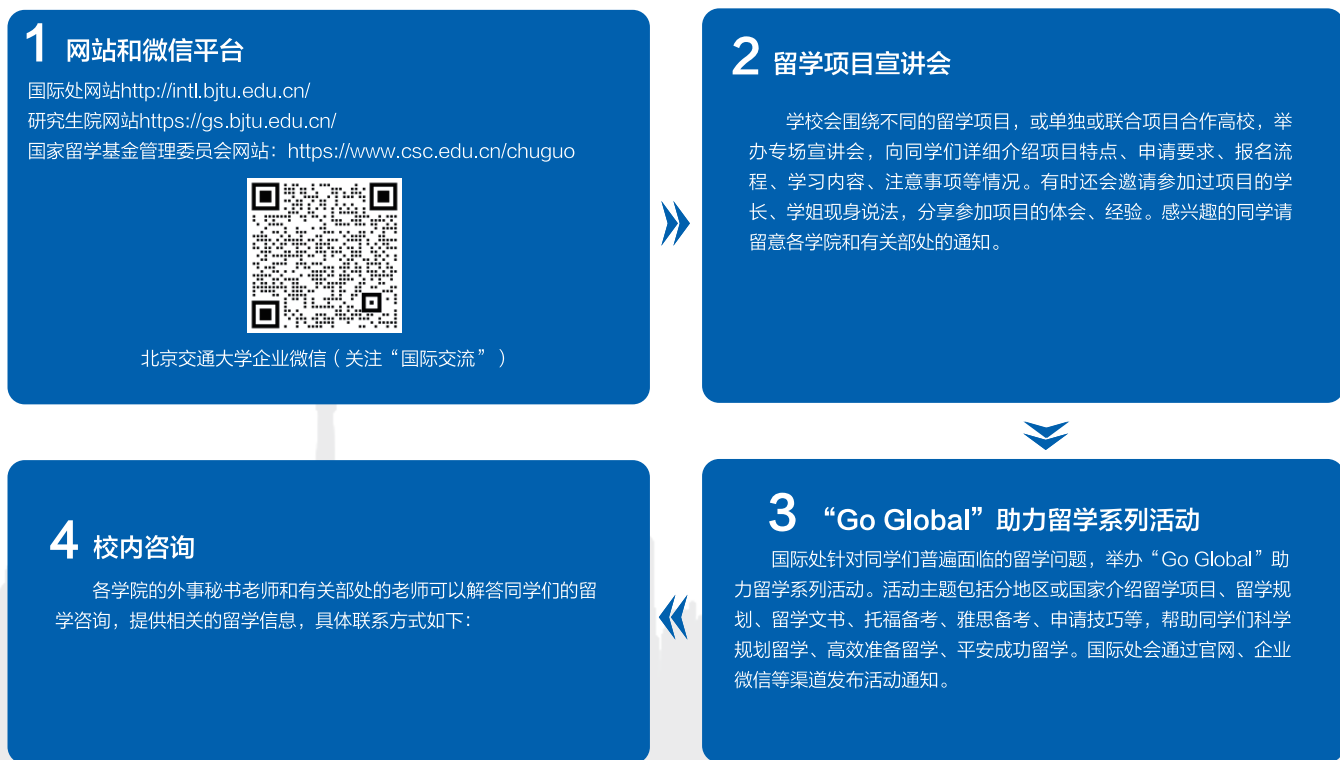 1 网站和微信平台
国际处网站http://intl.bjtu.edu.cn/
研究生院网站https://gs.bjtu.edu.cn/
国家留学基金管理委员会网站：https://www.csc.edu.cn/chuguo
北京交通大学企业微信（关注“国际交流”）
2 留学项目宣讲会
学校会围绕不同的留学项目，或单独或联合项目合作高校，举
办专场宣讲会，向同学们详细介绍项目特点、申请要求、报名流
程、学习内容、注意事项等情况。有时还会邀请参加过项目的学
长、学姐现身说法，分享参加项目的体会、经验。感兴趣的同学请
留意各学院和有关部处的通知。
3 “Go Global”助力留学系列活动
国际处针对同学们普遍面临的留学问题，举办“Go Global”助
力留学系列活动。活动主题包括分地区或国家介绍留学项目、留学规
划、留学文书、托福备考、雅思备考、申请技巧等，帮助同学们科学
规划留学、高效准备留学、平安成功留学。国际处会通过官网、企业
微信等渠道发布活动通知。
4 校内咨询
各学院的外事秘书老师和有关部处的老师可以解答同学们的留
学咨询，提供相关的留学信息，具体联系方式如下：